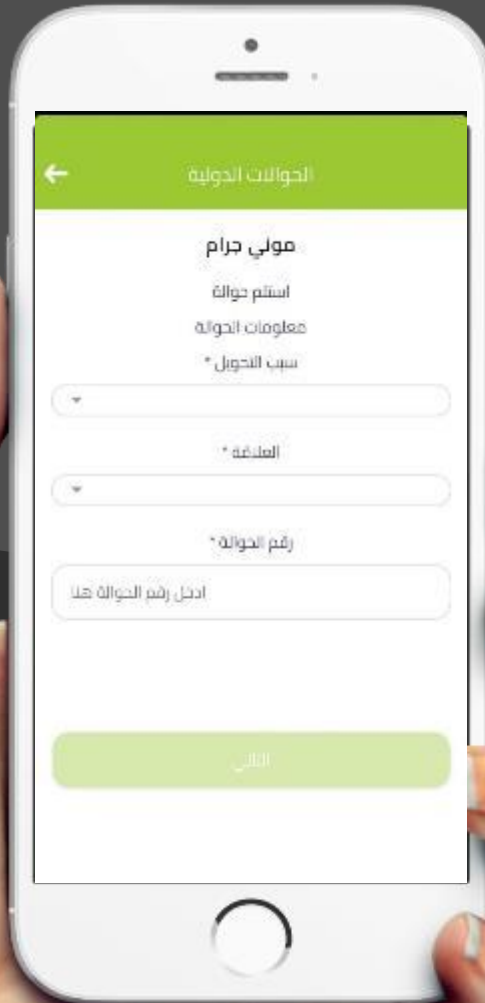 الحوالات الدولية
موني جرام
استلم حوالة
معلومات الحوالة
سبب التحويل *
العلاقة *
رقم الحوالة *
ادخل رقم الحوالة هنا
التالي